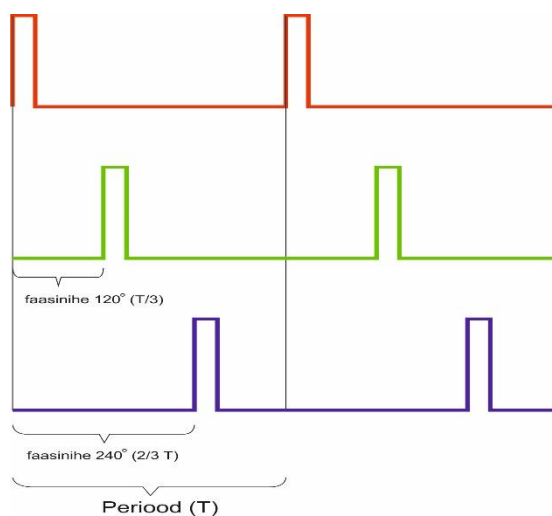 faasinihe 120° (T/3)
faasinihe 240° (2/3 T)
Periood (T)